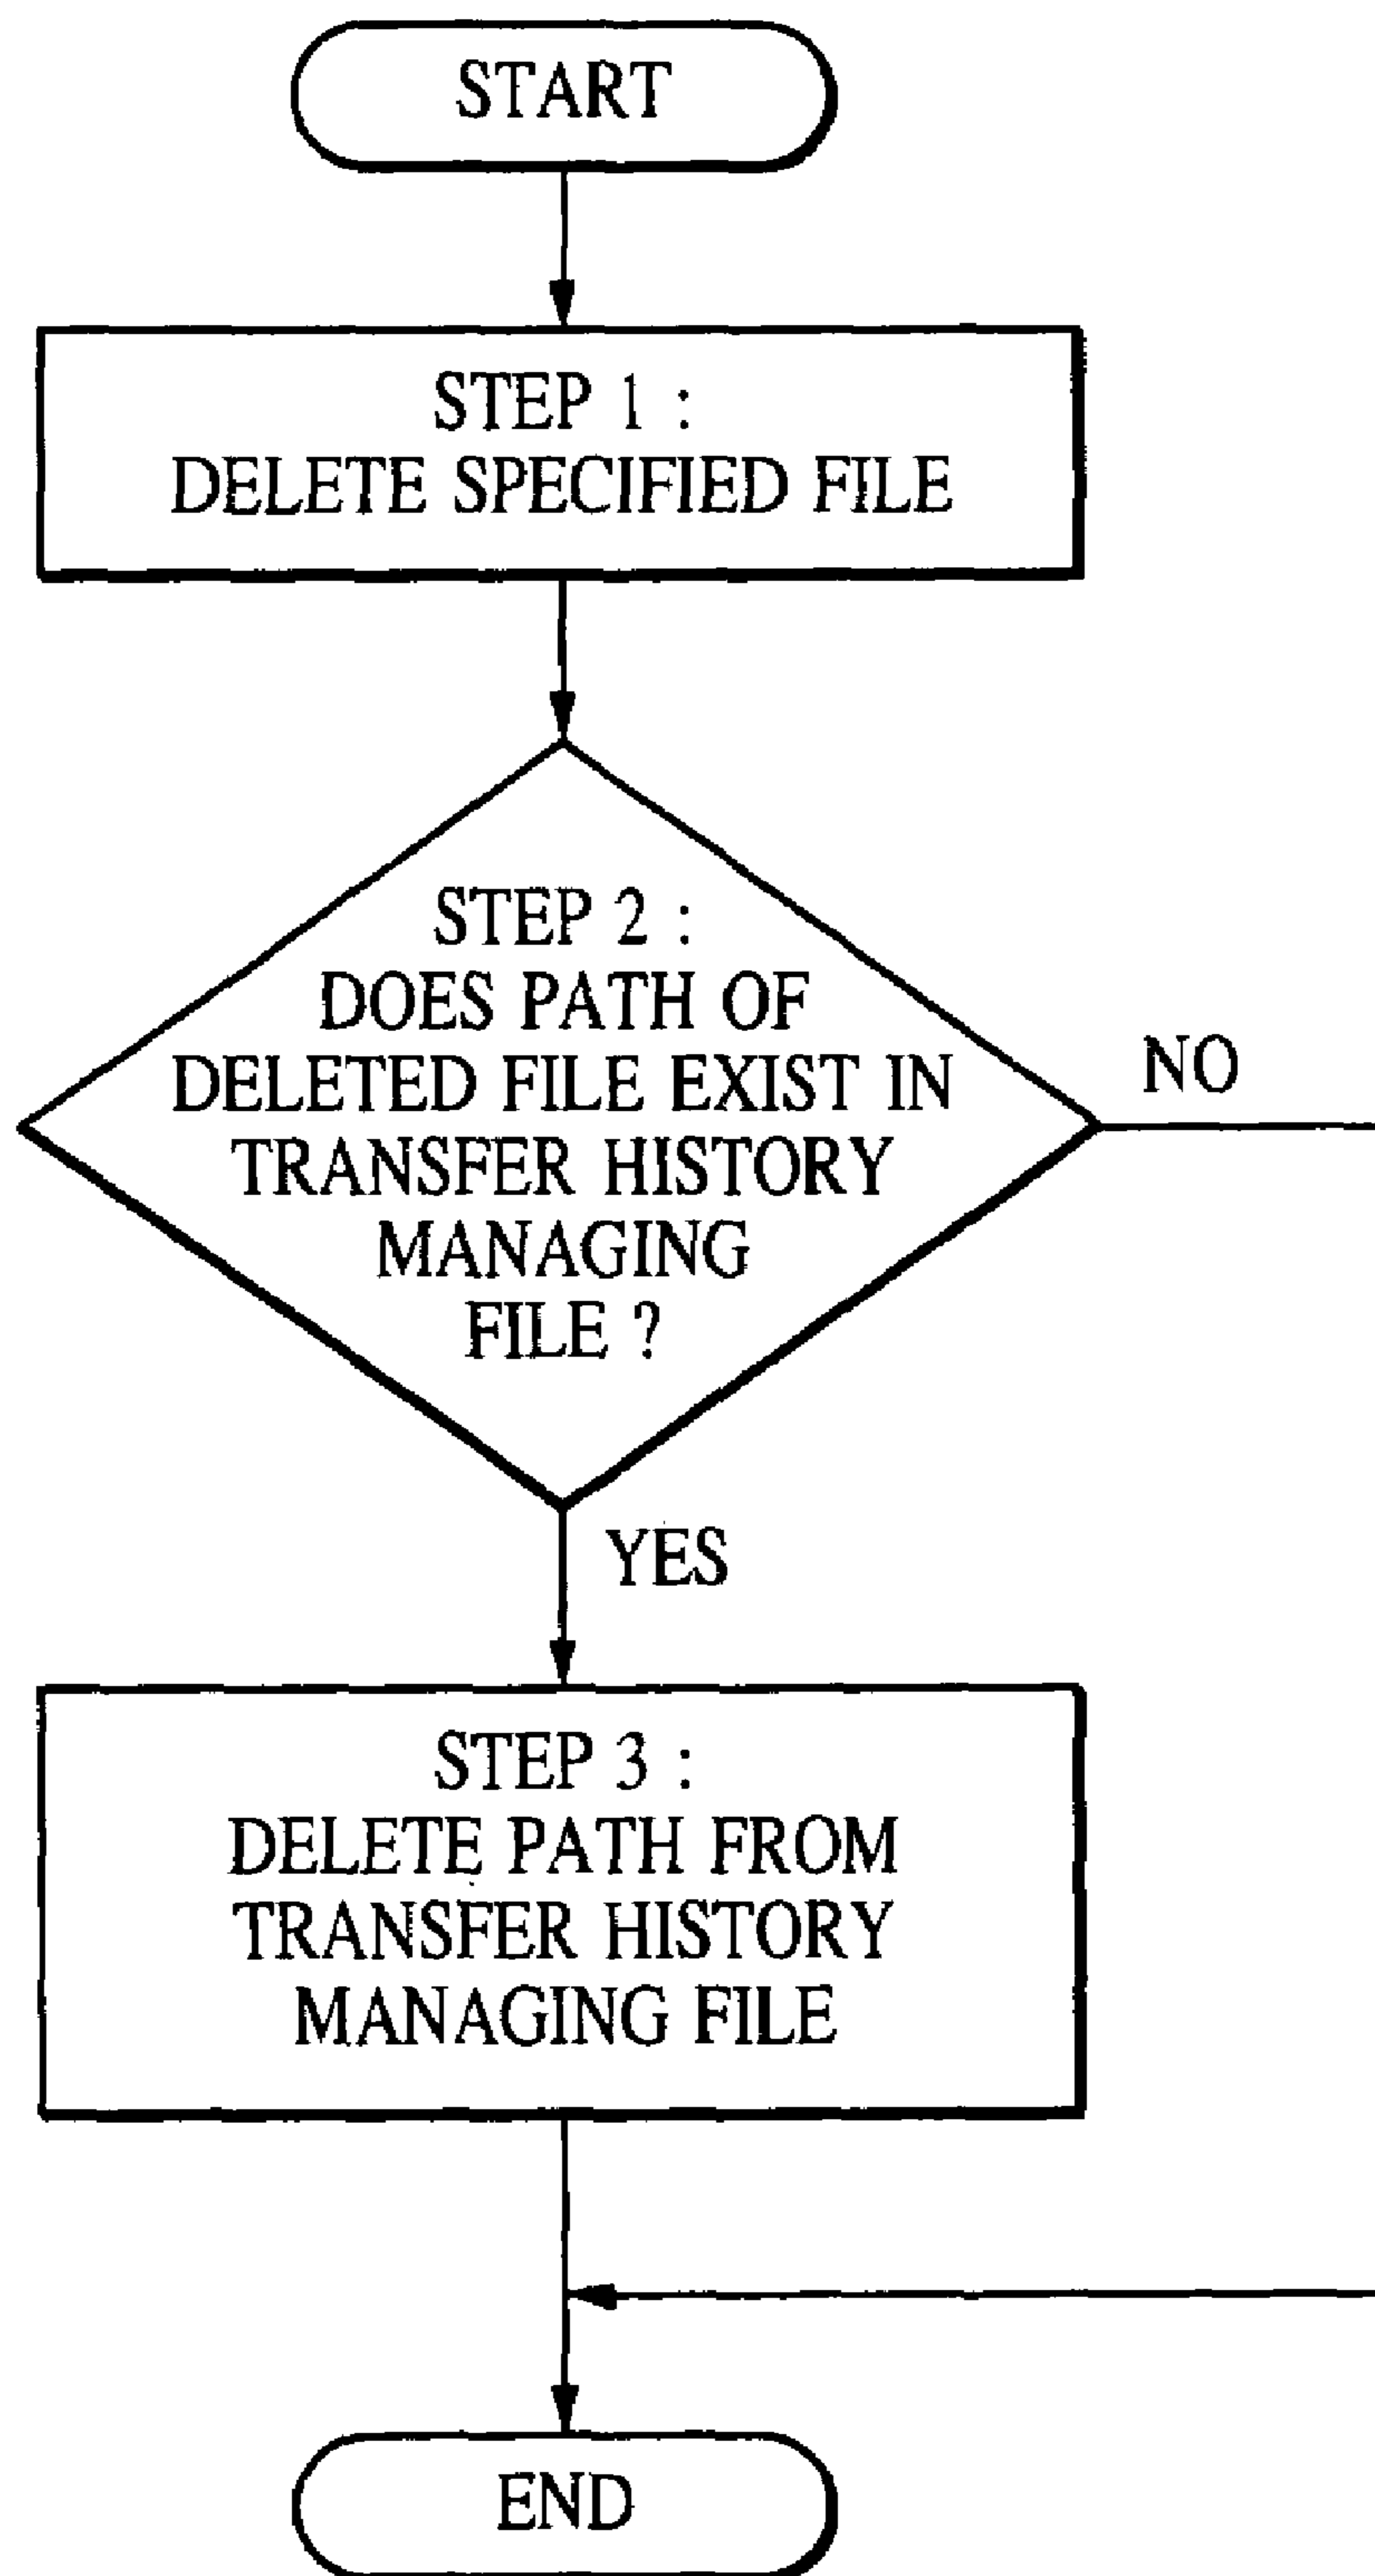 START
STEP 1 :
DELETE SPECIFIED FILE
STEP 2 :
DOES PATH OF
DELETED FILE EXIST IN
TRANSFER HISTORY
MANAGING
FILE ?
NO
YES
STEP 3 :
DELETE PATH FROM
TRANSFER HISTORY
MANAGING FILE
END